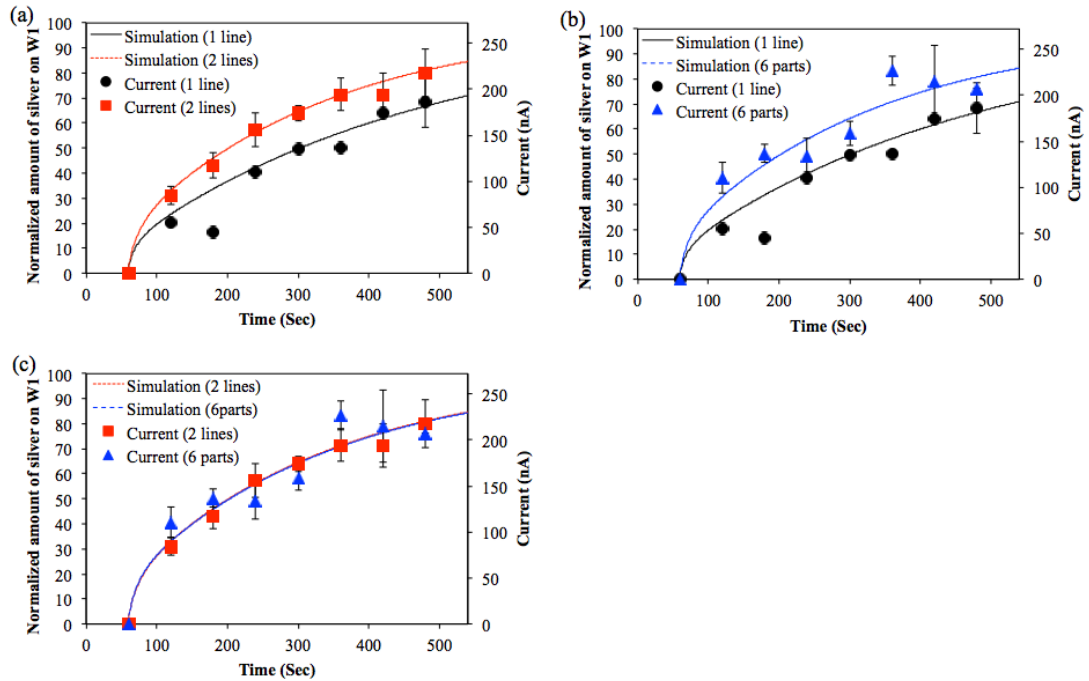 (a)
Simulation (1 line)
Simulation (2 lines)
Current (1 line)
Current (2 lines)
Normalized amount of silver on W1
100
90
80
70
60
50
40
30
20
10
0
250
200
150
100
50
0
Current (nA)
0 100 200 300 400 500
Time (Sec)
(b)
Simulation (1 line)
Simulation (6 parts)
Current (1 line)
Current (6 parts)
Normalized amount of silver on W1
100
90
80
70
60
50
40
30
20
10
0
250
200
150
100
50
0
Current (nA)
0 100 200 300 400 500
Time (Sec)
(c)
Simulation (2 lines)
Simulation (6parts)
Current (2 lines)
Current (6 parts)
Normalized amount of silver on W1
100
90
80
70
60
50
40
30
20
10
0
250
200
150
100
50
0
Current (nA)
0 100 200 300 400 500
Time (Sec)